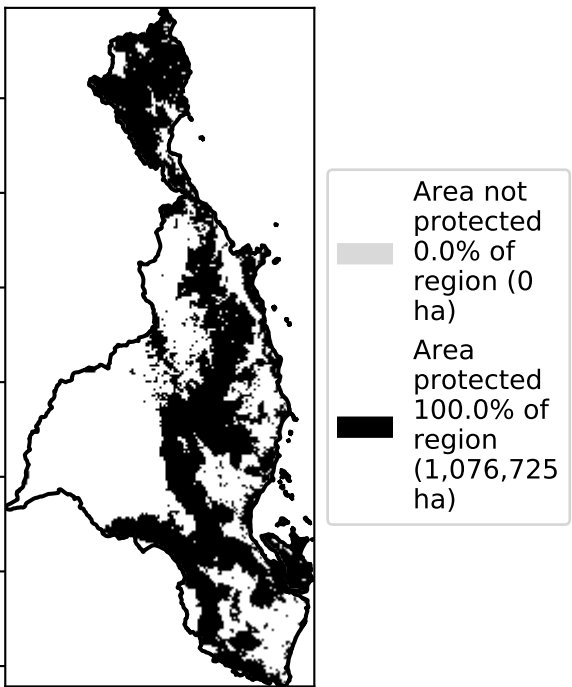 Area not
protected
0.0% of
region (0
ha)
Area
protected
100.0% of
region
(1,076,725
ha)